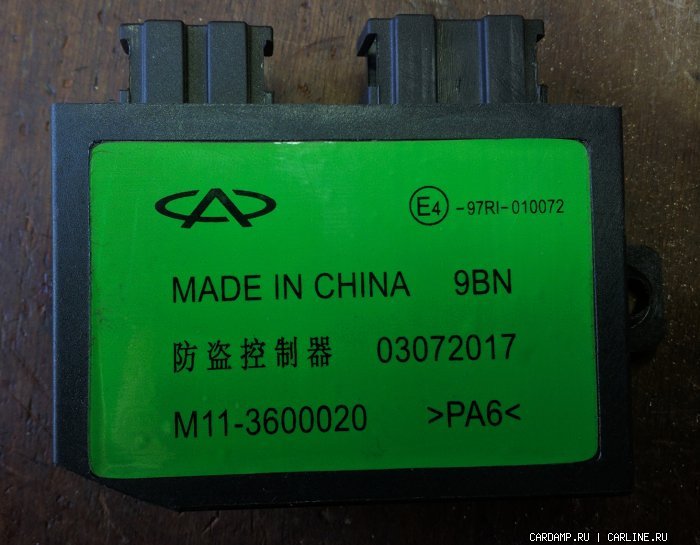 E4 -97RI-010072
MADE IN CHINA 9BN
防盗控制器 03072017
M11-3600020 >PA6<
CARDAMP.RU | CARLINE.RU